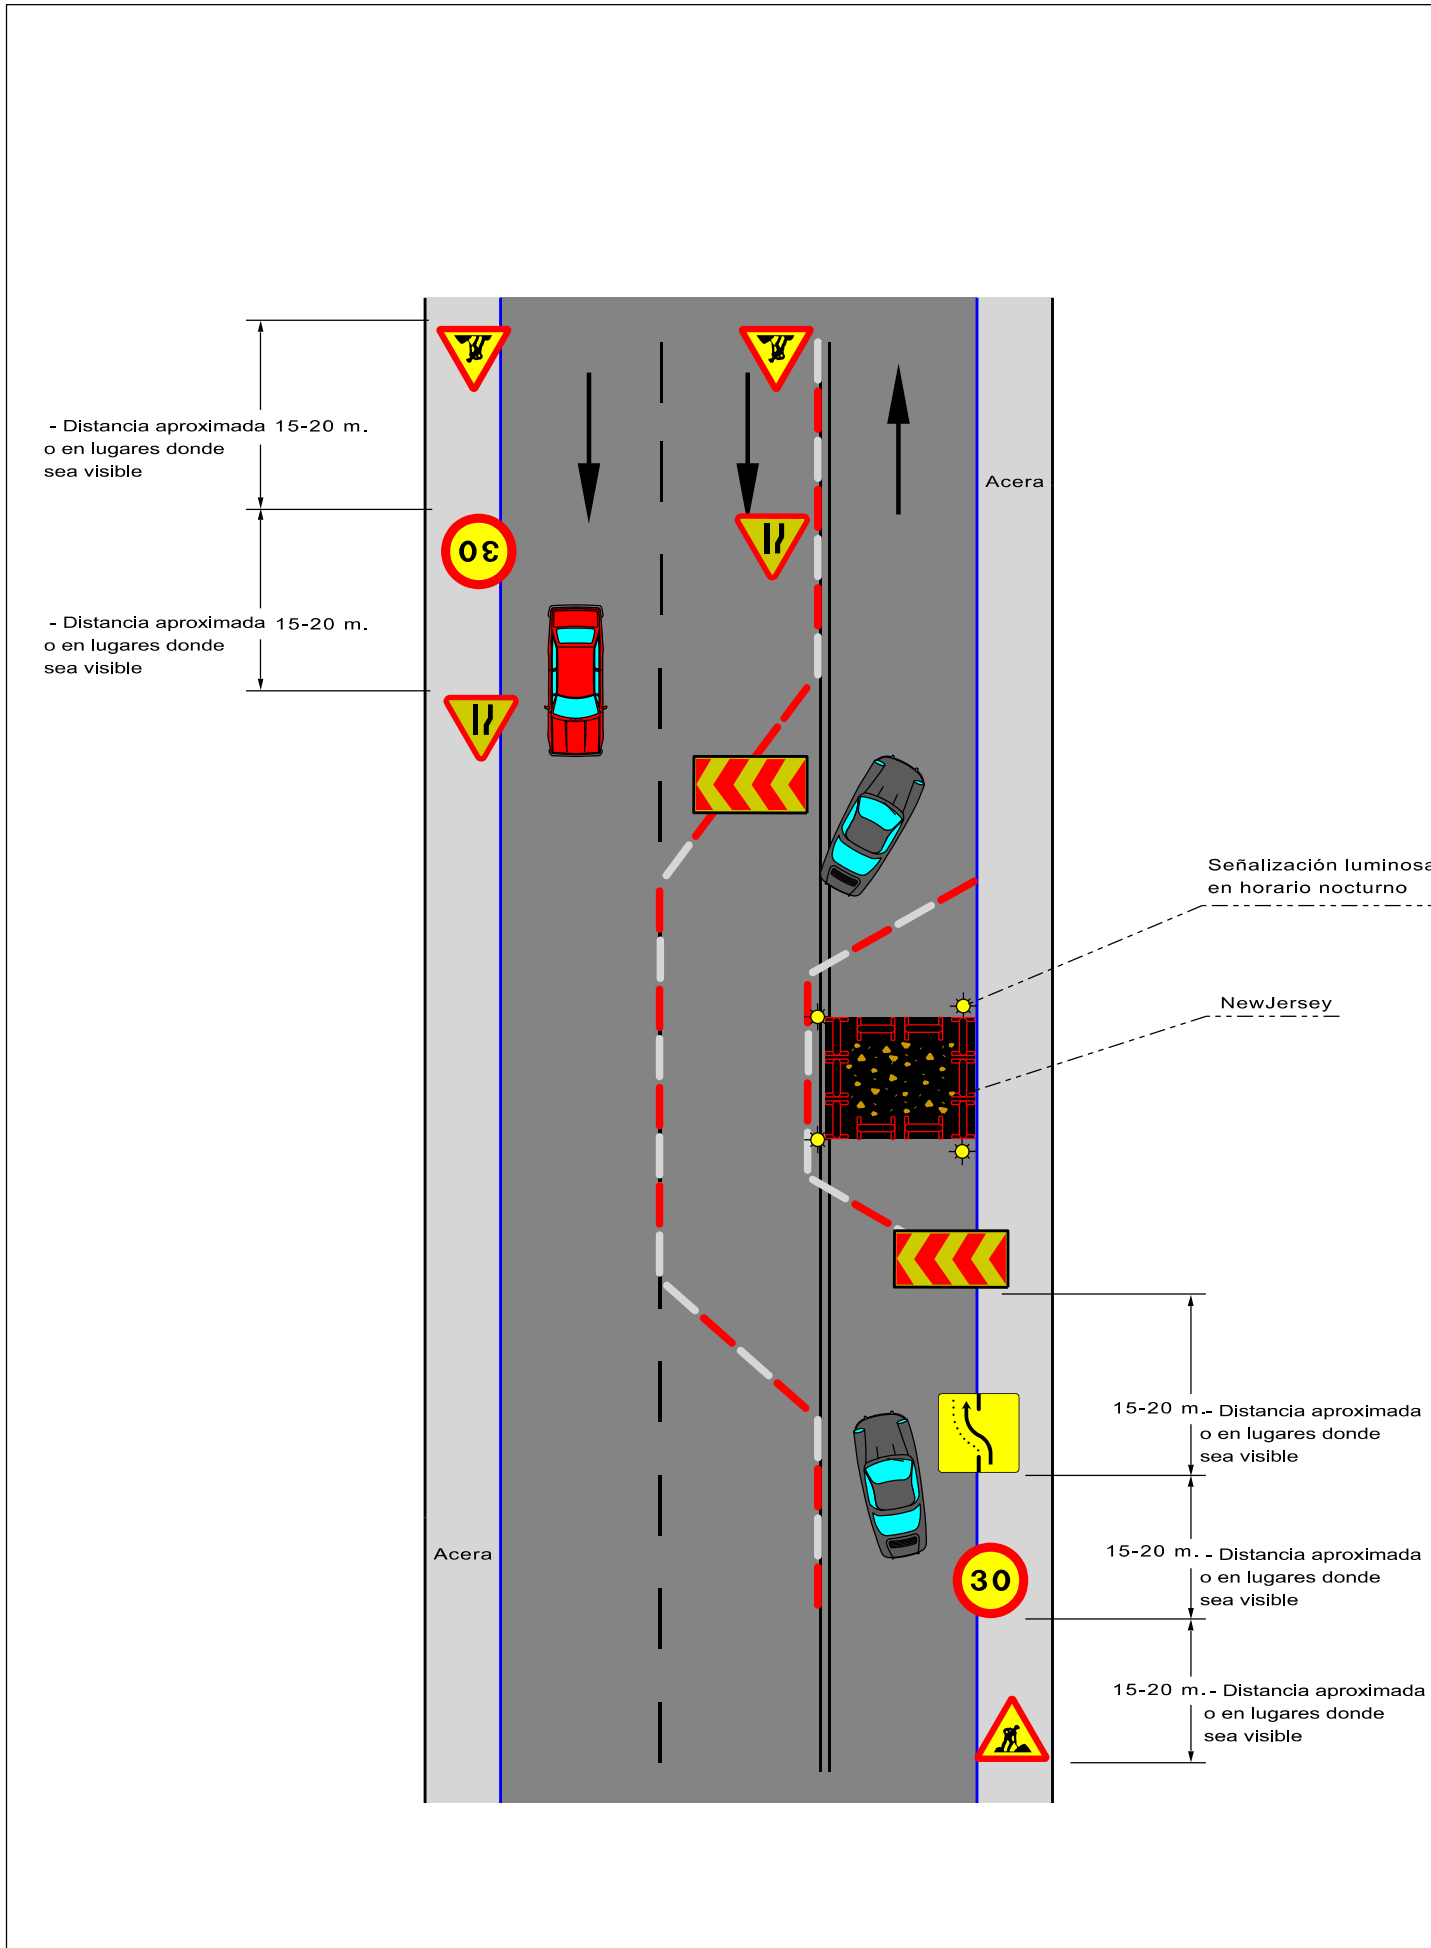 - Distancia aproximada 15-20 m.
o en lugares donde
sea visible
Acera
30
- Distancia aproximada 15-20 m.
o en lugares donde
sea visible
Señalización luminosa
en horario nocturno
NewJersey
15-20 m. - Distancia aproximada
o en lugares donde
sea visible
Acera
15-20 m. - Distancia aproximada
o en lugares donde
sea visible
30
15-20 m. - Distancia aproximada
o en lugares donde
sea visible